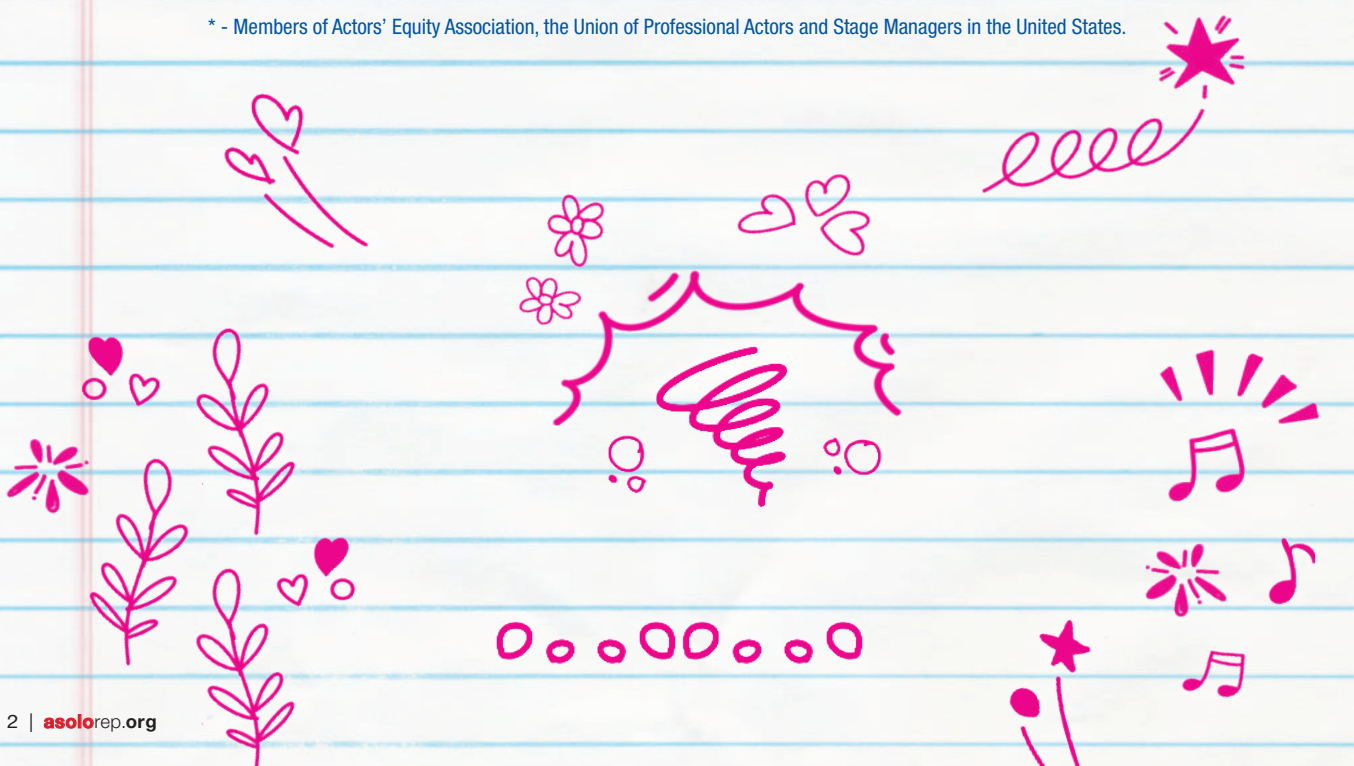 * - Members of Actors’ Equity Association, the Union of Professional Actors and Stage Managers in the United States.
2 | asolorep.org